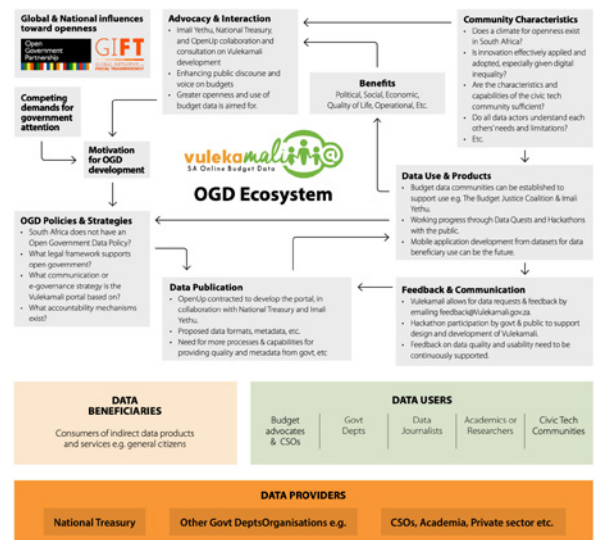 Global & National influences
toward openness
Open
Government
Partnership
GIFT
GLOBAL INITIATIVE for
FISCAL TRANSPARENCY
Competing
demands for
government
attention
Motivation
for OGD
development
Advocacy & Interaction
• Imali Yethu, National Treasury,
and OpenUp collaboration and
consultation on Vulekamali
development
• Enhancing public discourse and
voice on budgets
• Greater openness and use of
budget data is aimed for.
Benefits
Political, Social, Economic,
Quality of Life, Operational, Etc.
Community Characteristics
• Does a climate for openness exist
in South Africa?
• Is innovation effectively applied and
adopted, especially given digital
inequality?
• Are the characteristics and
capabilities of the civic tech
community sufficient?
• Do all data actors understand each
others' needs and limitations?
• Etc.
vulekamali
SA Online Budget Data
OGD Ecosystem
Data Use & Products
• Budget data communities can be established to
support use e.g. The Budget Justice Coalition & Imali
Yethu.
• Working progress through Data Quests and Hackathons
with the public.
• Mobile application development from datasets for data
beneficiary use can be the future.
OGD Policies & Strategies
• South Africa does not have an
Open Government Data Policy?
• What legal framework supports
open government?
• What communication or
e-governance strategy is the
Vulekamali portal based on?
• What accountability mechanisms
exist?
Data Publication
• OpenUp contracted to develop the portal, in
collaboration with National Treasury and Imali
Yethu.
• Proposed data formats, metadata, etc.
• Need for more processes & capabilities for
providing quality and metadata from govt, etc
Feedback & Communication
• Vulekamali allows for data requests & feedback by
emailing feedback@Vulekamali.gov.za.
• Hackathon participation by govt & public to support
design and development of Vulekamali.
• Feedback on data quality and usability need to be
continuously supported.
DATA
BENEFICIARIES
Consumers of indirect data products
and services e.g. general citizens
DATA USERS
Budget
advocates
& CSOs
Govt
Depts
Data
Journalists
Academics or
Researchers
Civic Tech
Communities
DATA PROVIDERS
National Treasury
Other Govt DeptsOrganisations e.g.
CSOs, Academia, Private sector etc.